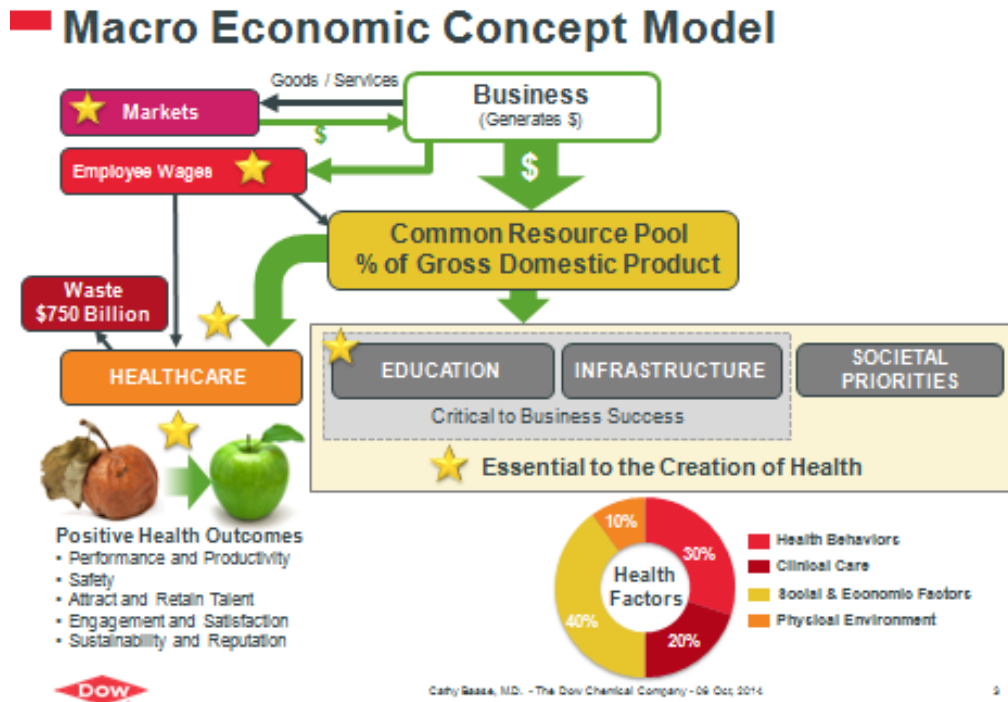 Macro Economic Concept Model
Goods / Services
Markets
$
Business
(Generates $)
Employee Wages
$
Common Resource Pool
% of Gross Domestic Product
Waste
$750 Billion
HEALTHCARE
EDUCATION
INFRASTRUCTURE
SOCIETAL
PRIORITIES
Critical to Business Success
Essential to the Creation of Health
Positive Health Outcomes
• Performance and Productivity
• Safety
• Attract and Retain Talent
• Engagement and Satisfaction
• Sustainability and Reputation
10%
30%
40%
20%
Health
Factors
Health Behaviors
Clinical Care
Social & Economic Factors
Physical Environment
DOW
Cathy Baase, M.D. - The Dow Chemical Company - 09 Oct, 2014